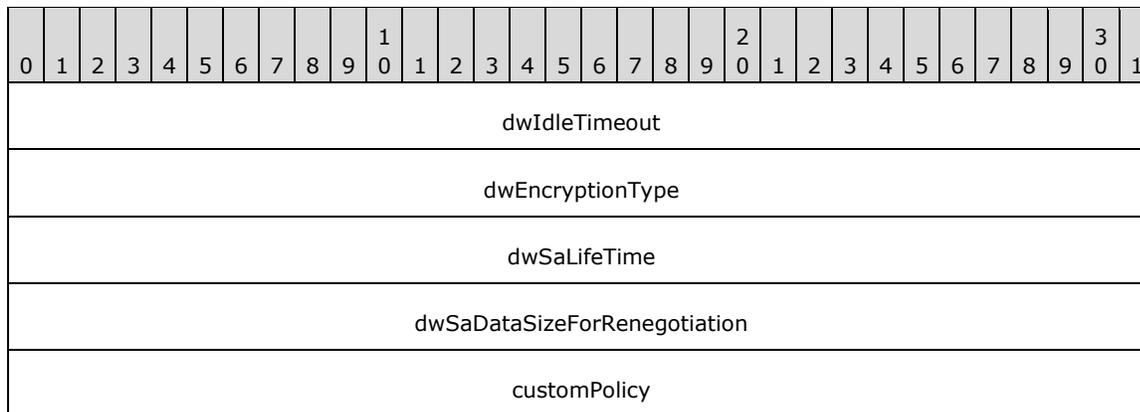 1 2 3
0 1 2 3 4 5 6 7 8 9 0 1 2 3 4 5 6 7 8 9 0 1 2 3 4 5 6 7 8 9 0 1
dwIdleTimeout
dwEncryptionType
dwSaLifeTime
dwSaDataSizeForRenegotiation
customPolicy